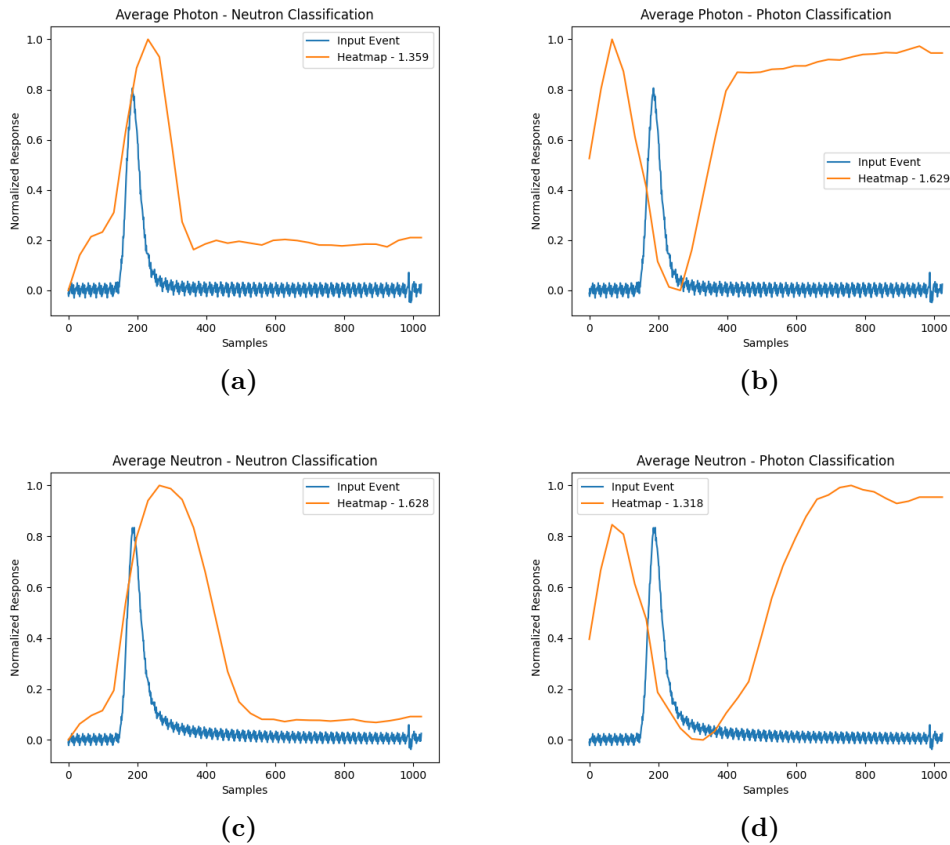 Average Photon - Neutron Classification
Normalized Response
1.0
0.8
0.6
0.4
0.2
0.0
Input Event
Heatmap - 1.359
0 200 400 600 800 1000
Samples
(a)
Average Photon - Photon Classification
Normalized Response
1.0
0.8
0.6
0.4
0.2
0.0
Input Event
Heatmap - 1.629
0 200 400 600 800 1000
Samples
(b)
Average Neutron - Neutron Classification
Normalized Response
1.0
0.8
0.6
0.4
0.2
0.0
Input Event
Heatmap - 1.628
0 200 400 600 800 1000
Samples
(c)
Average Neutron - Photon Classification
Normalized Response
1.0
0.8
0.6
0.4
0.2
0.0
Input Event
Heatmap - 1.318
0 200 400 600 800 1000
Samples
(d)